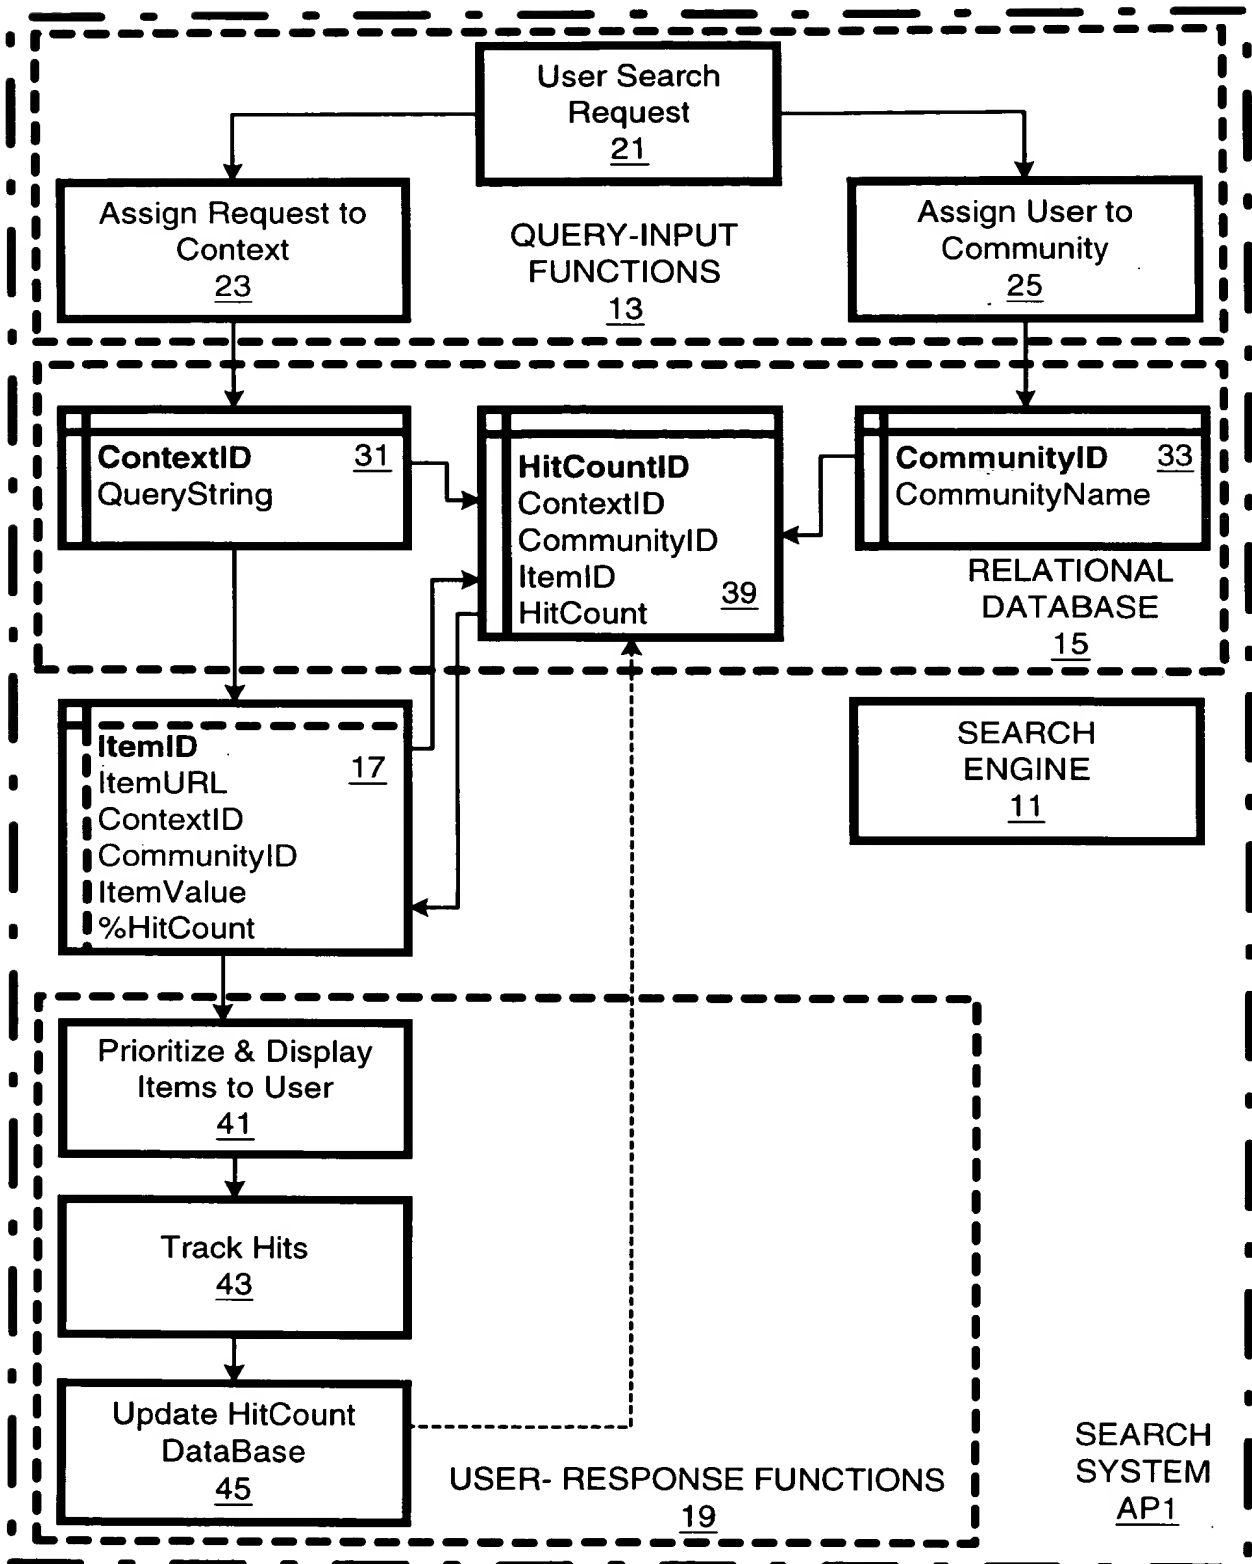 User Search
Request
21
Assign Request to
Context
23
QUERY-INPUT
FUNCTIONS
13
Assign User to
Community
25
ContextID
31
QueryString
HitCountID
ContextID
CommunityID
ItemID
39
HitCount
CommunityID
33
CommunityName
RELATIONAL
DATABASE
15
ItemID
17
ItemURL
ContextID
CommunityID
ItemValue
%HitCount
SEARCH
ENGINE
11
Prioritize & Display
Items to User
41
Track Hits
43
Update HitCount
DataBase
45
USER- RESPONSE FUNCTIONS
19
SEARCH
SYSTEM
AP1